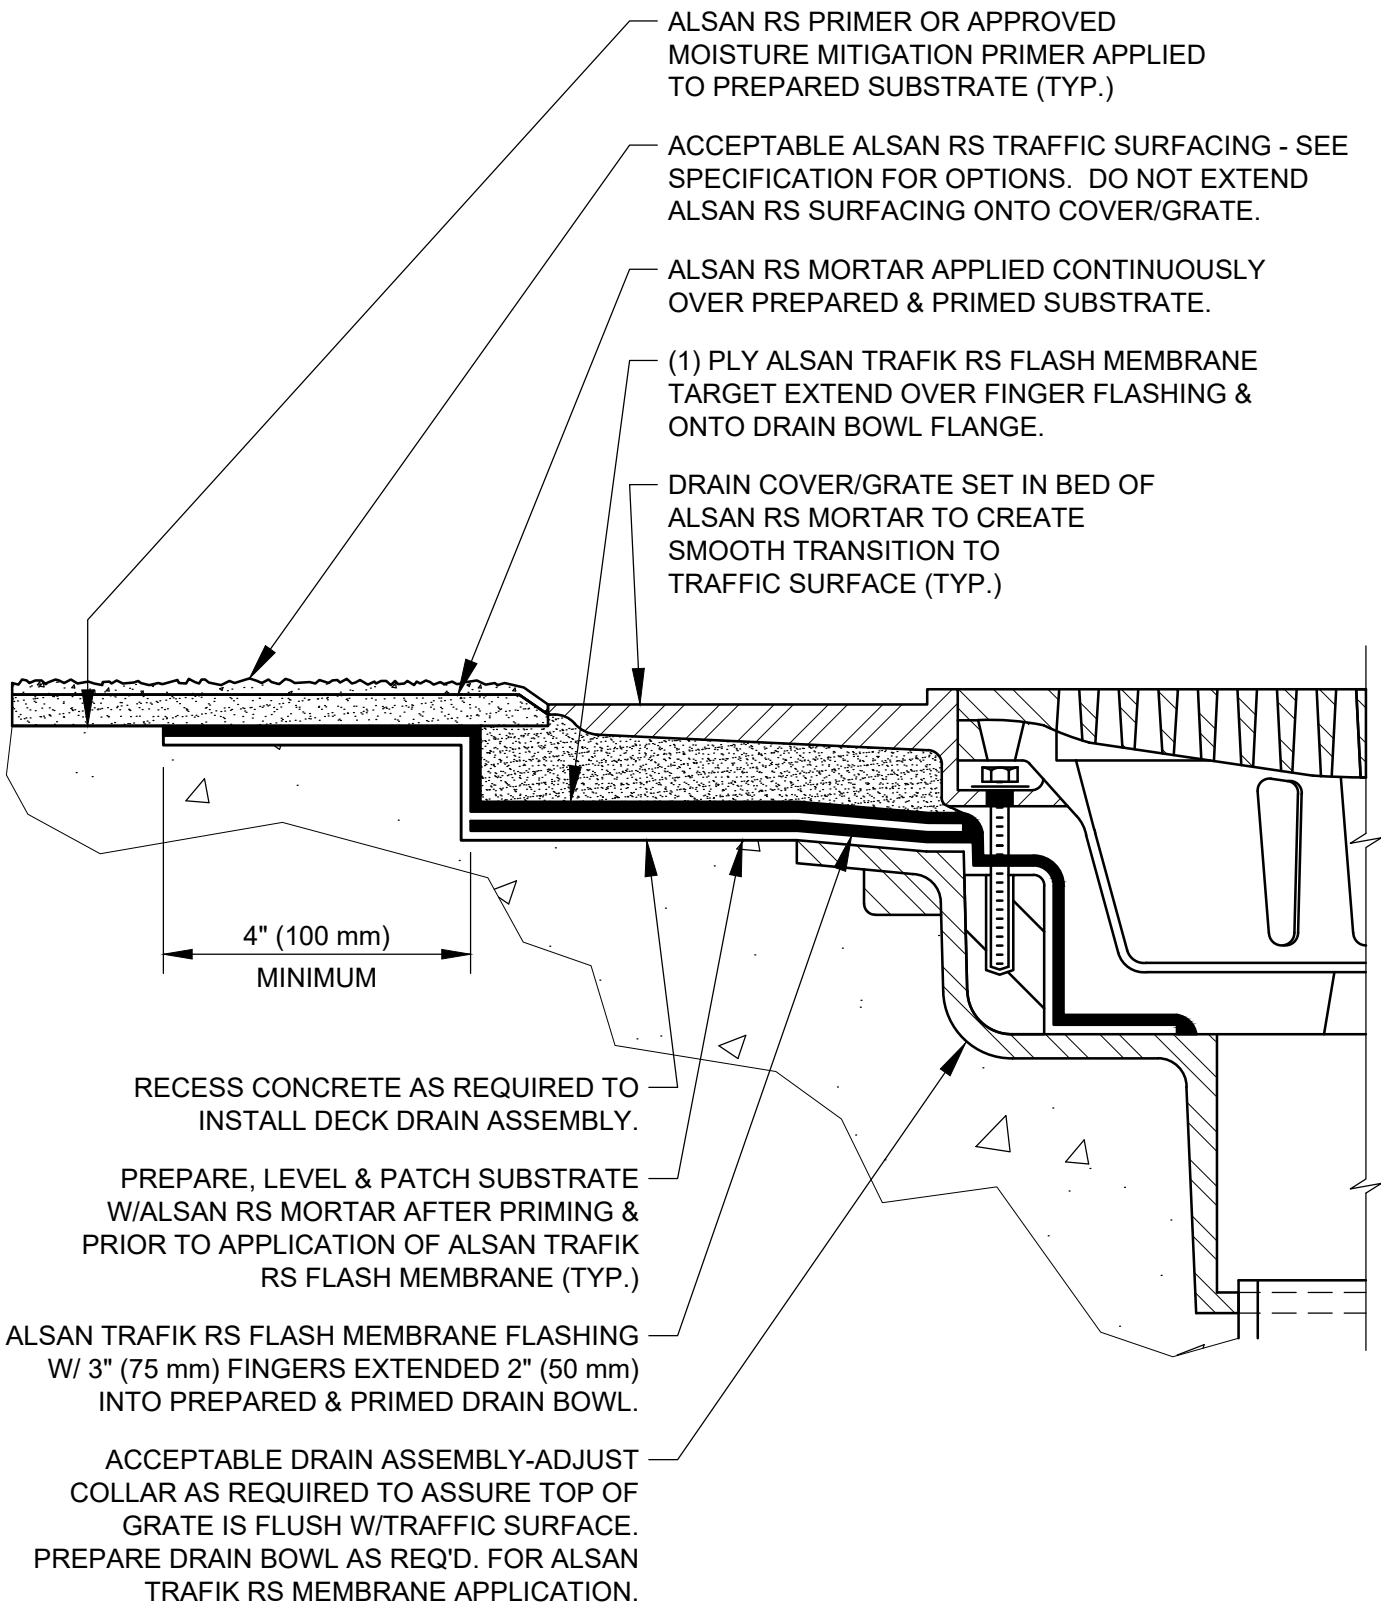 ALSAN RS PRIMER OR APPROVED
MOISTURE MITIGATION PRIMER APPLIED
TO PREPARED SUBSTRATE (TYP.)
ACCEPTABLE ALSAN RS TRAFFIC SURFACING - SEE
SPECIFICATION FOR OPTIONS.  DO NOT EXTEND
ALSAN RS SURFACING ONTO COVER/GRATE.
ALSAN RS MORTAR APPLIED CONTINUOUSLY
OVER PREPARED & PRIMED SUBSTRATE.
(1) PLY ALSAN TRAFIK RS FLASH MEMBRANE
TARGET EXTEND OVER FINGER FLASHING &
ONTO DRAIN BOWL FLANGE.
DRAIN COVER/GRATE SET IN BED OF
ALSAN RS MORTAR TO CREATE
SMOOTH TRANSITION TO
TRAFFIC SURFACE (TYP.)
4" (100 mm)
MINIMUM
RECESS CONCRETE AS REQUIRED TO
INSTALL DECK DRAIN ASSEMBLY.
PREPARE, LEVEL & PATCH SUBSTRATE
W/ALSAN RS MORTAR AFTER PRIMING &
PRIOR TO APPLICATION OF ALSAN TRAFIK
RS FLASH MEMBRANE (TYP.)
ALSAN TRAFIK RS FLASH MEMBRANE FLASHING
W/ 3" (75 mm) FINGERS EXTENDED 2" (50 mm)
INTO PREPARED & PRIMED DRAIN BOWL.
ACCEPTABLE DRAIN ASSEMBLY-ADJUST
COLLAR AS REQUIRED TO ASSURE TOP OF
GRATE IS FLUSH W/TRAFFIC SURFACE.
PREPARE DRAIN BOWL AS REQ'D. FOR ALSAN
TRAFIK RS MEMBRANE APPLICATION.